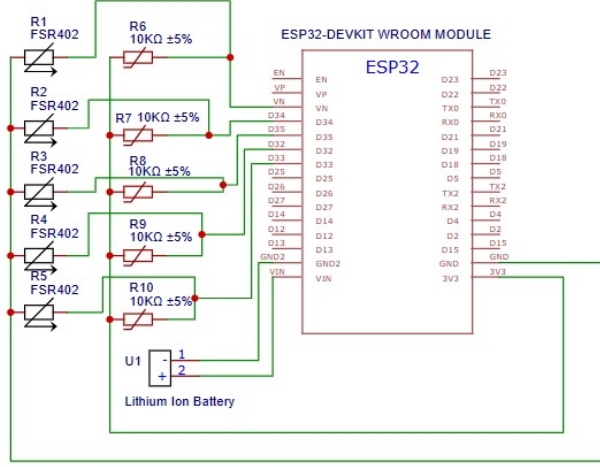 R1
FSR402
R6
10KΩ ±5%
R2
FSR402
R7 10KΩ ±5%
R3
FSR402
R8
10KΩ ±5%
R4
FSR402
R9
10KΩ ±5%
R5
FSR402
R10
10KΩ ±5%
U1
- 1
+ 2
Lithium Ion Battery
ESP32-DEVKIT WROOM MODULE
ESP32
EN EN D23 D23
VP VP D22 D22
VN VN TX0 TX0
D34 D34 RX0 RX0
D35 D35 D21 D21
D32 D32 D19 D19
D33 D33 D18 D18
D25 D25 D5 D5
D26 D26 TX2 TX2
D27 D27 RX2 RX2
D14 D14 D4 D4
D12 D12 D2 D2
D13 D13 D15 D15
GND2 GND2 GND GND
VIN VIN 3V3 3V3